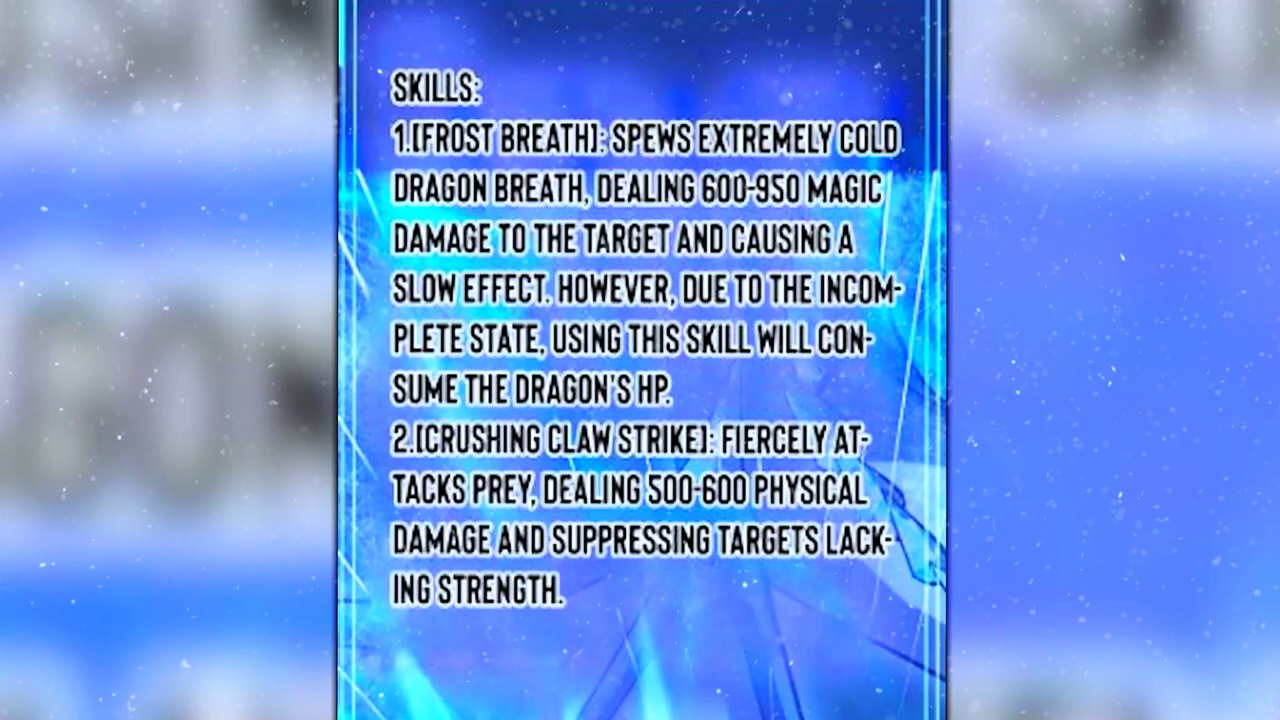 SKILLS:
1.[FROST BREATH]: SPEWS EXTREMELY COLD
DRAGON BREATH, DEALING 600-950 MAGIC
DAMAGE TO THE TARGET AND CAUSING A
SLOW EFFECT. HOWEVER, DUE TO THE INCOM-
PLETE STATE, USING THIS SKILL WILL CON-
SUME THE DRAGON'S HP.
2.[CRUSHING CLAW STRIKE]: FIERCELY AT-
TACKS PREY, DEALING 500-600 PHYSICAL
DAMAGE AND SUPPRESSING TARGETS LACK-
ING STRENGTH.